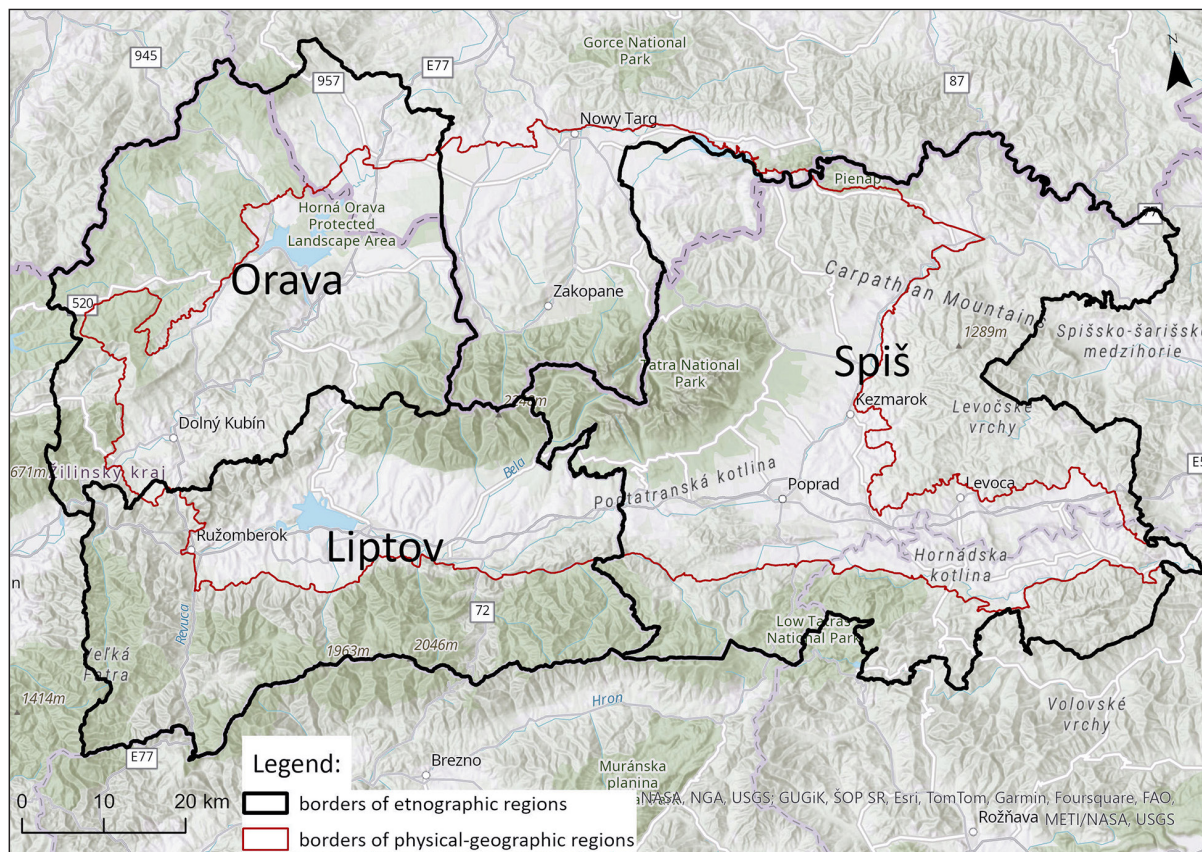 945
957
E77
Gorce National
Park
87
Z
Nowy Targ
Pienap
77
Horná Orava
Protected
Landscape Area
Orava
Zakopane
Carpathian Mountains
520
1289m
Spišsko-šarišsk
medzihorie
Tatra National
Park
Spiš
Kezmarok
Levočské
vrchy
Dolný Kubín
671m
Žilinský kraj
Bela
Podtatranská kotlina
Poprad
Levoca
E5
Ružomberok
Liptov
Hornádska
kotlina
n
72
Revuca
Low Tatras
National Park
1963m
2046m
Fatra
1414m
Hron
Volovské
vrchy
E77
Brezno
Muránska
planina
Legend:
0 10 20 km
borders of etnographic regions
borders of physical-geographic regions
NASA, NGA, USGS; GUGiK, ŠOP SR, Esri, TomTom, Garmin, Foursquare, FAO,
Rožňava METI/NASA, USGS